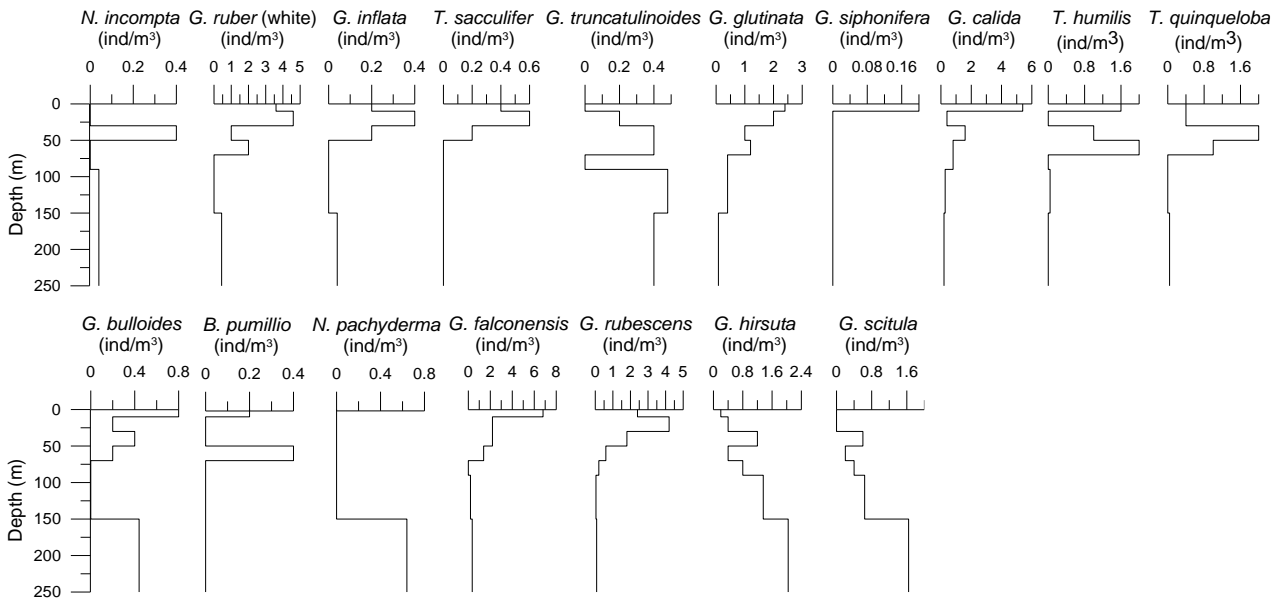 N. incompta G. ruber (white) G. inflata T. sacculifer G. truncatulinoides G. glutinata G. siphonifera G. calida T. humilis T. quinqueloba
(ind/m³) (ind/m³) (ind/m³) (ind/m³) (ind/m³) (ind/m³) (ind/m³) (ind/m³) (ind/m³) (ind/m³)
0 0.2 0.4 0 1 2 3 4 5 0 0.2 0.4 0 0.2 0.4 0.6 0 0.2 0.4 0 1 2 3 0 0.08 0.16 0 2 4 6 0 0.8 1.6 0 0.8 1.6
0
50
100
150
200
250
Depth (m)
G. bulloides B. pumillio N. pachyderma G. falconensis G. rubescens G. hirsuta G. scitula
(ind/m³) (ind/m³) (ind/m³) (ind/m³) (ind/m³) (ind/m³) (ind/m³)
0 0.4 0.8 0 0.2 0.4 0 0.4 0.8 0 2 4 6 8 0 1 2 3 4 5 0 0.8 1.6 2.4 0 0.8 1.6
0
50
100
150
200
250
Depth (m)